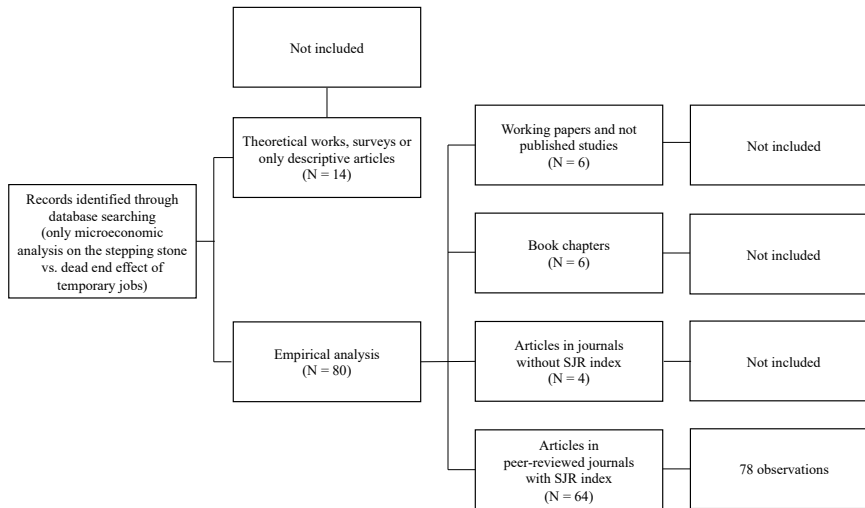 Not included
Theoretical works, surveys or
only descriptive articles
(N = 14)
Records identified through
database searching
(only microeconomic
analysis on the stepping stone
vs. dead end effect of
temporary jobs)
Empirical analysis
(N = 80)
Working papers and not
published studies
(N = 6)
Not included
Book chapters
(N = 6)
Not included
Articles in journals
without SJR index
(N = 4)
Not included
Articles in
peer-reviewed journals
with SJR index
(N = 64)
78 observations